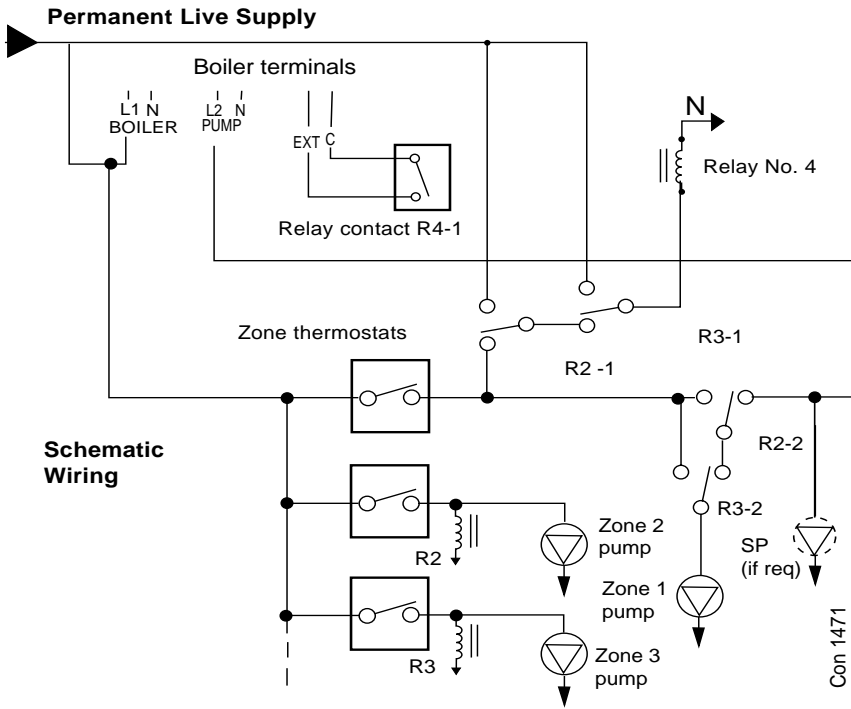 Permanent Live Supply
Boiler terminals
L1 N
BOILER
L2 N
PUMP
EXT C
N
Relay No. 4
Relay contact R4-1
Zone thermostats
R3-1
R2 -1
Schematic
Wiring
R2-2
R3-2
R2
Zone 2
pump
SP
(if req)
Zone 1
pump
R3
Zone 3
pump
Con 1471